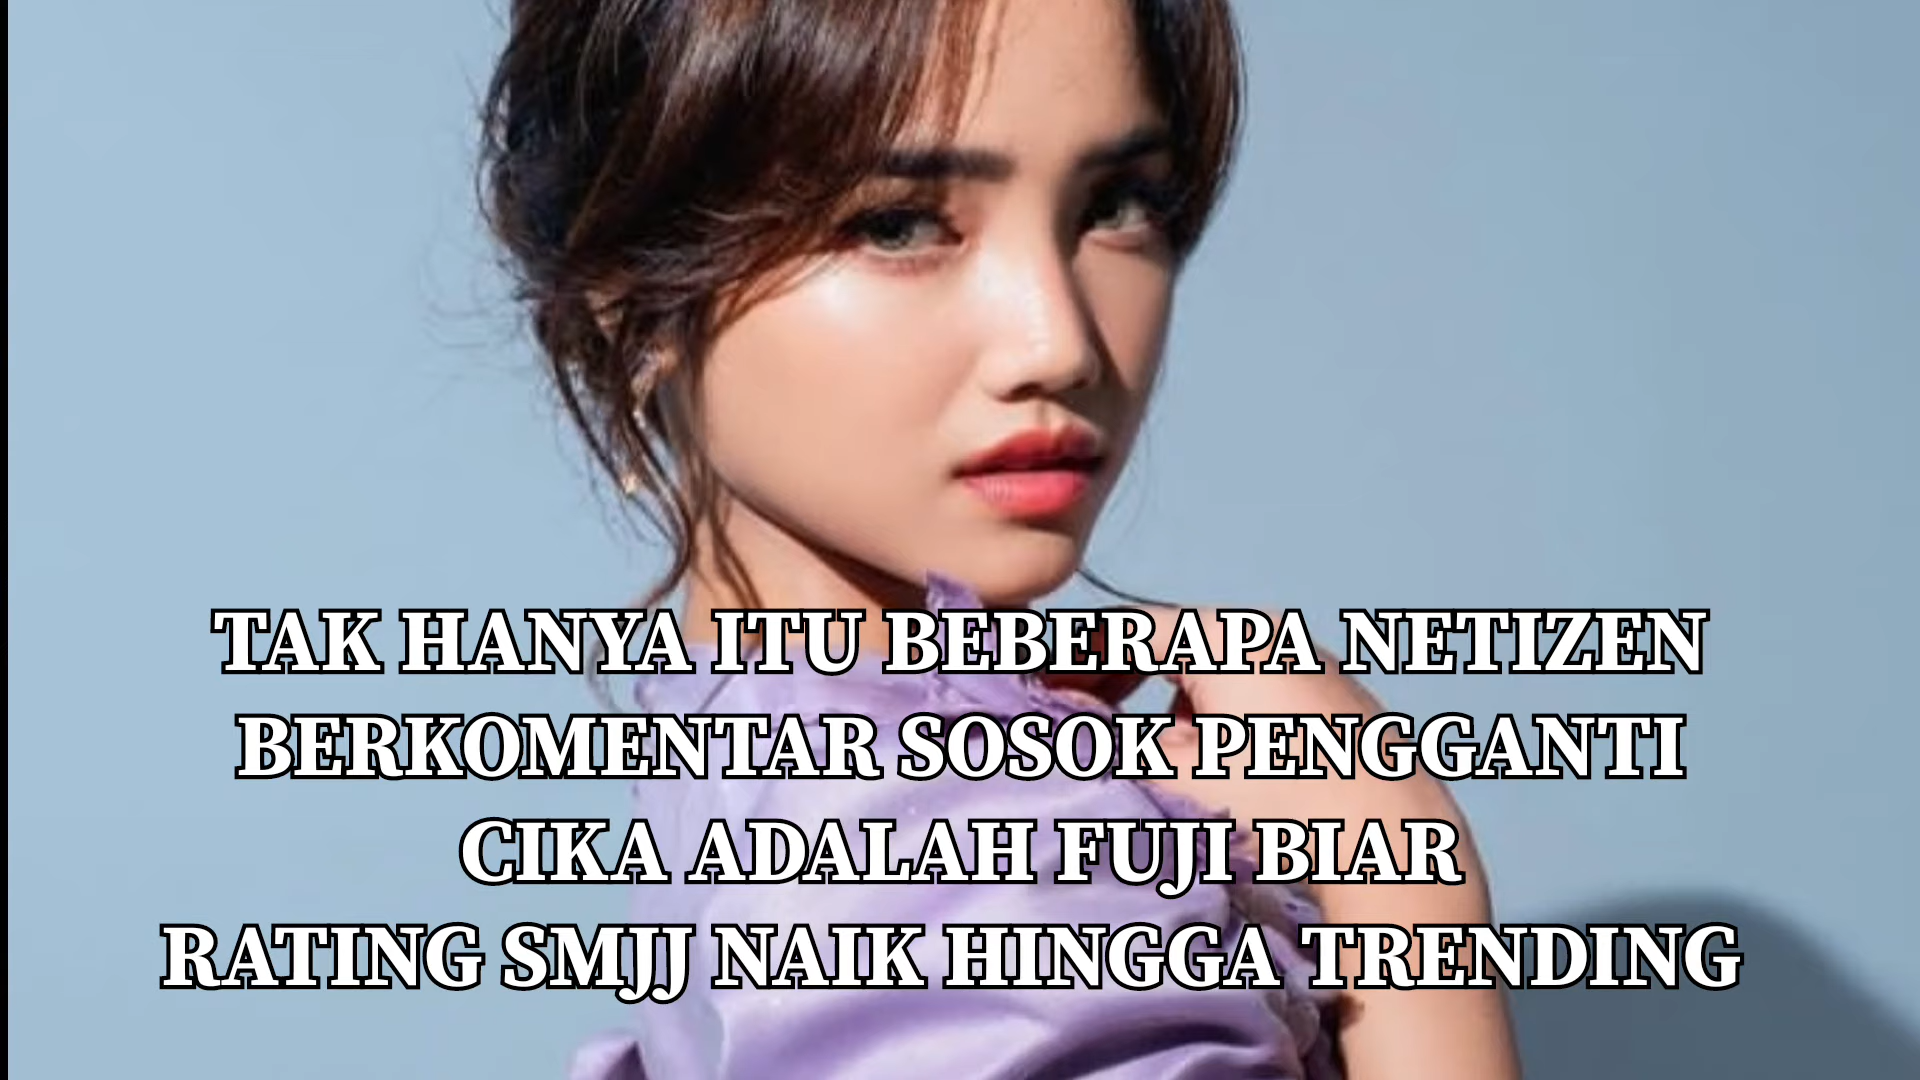 TAK HANYA ITU BEBERAPA NETIZEN
BERKOMENTAR SOSOK PENGGANTI
CIKA ADALAH FUJI BIAR
RATING SMJJ NAIK HINGGA TRENDING